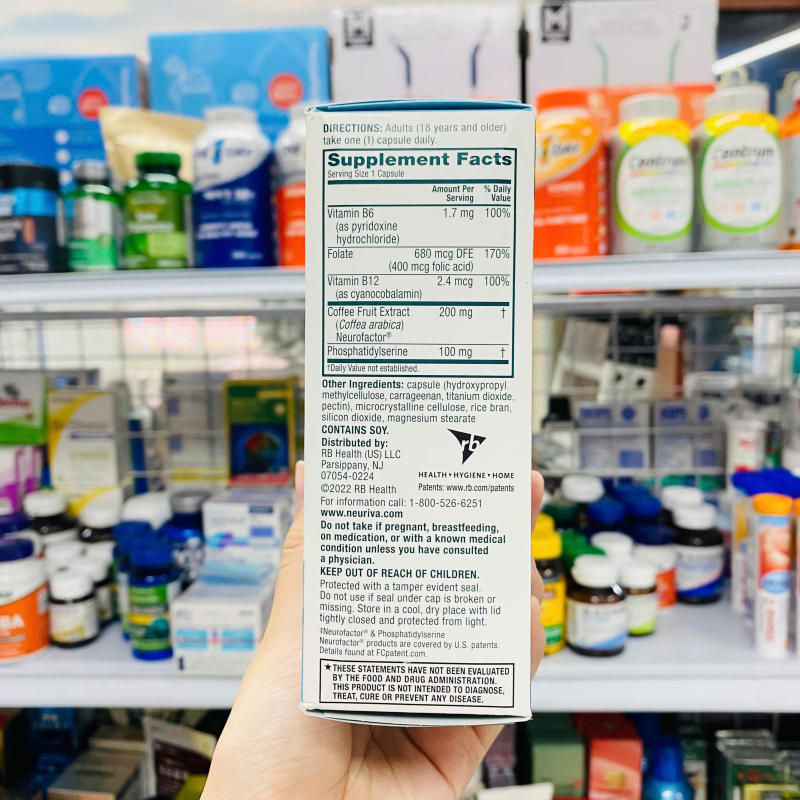 DIRECTIONS: Adults (18 years and older)
take one (1) capsule daily.
Supplement Facts
Serving Size 1 Capsule
Amount Per Serving % Daily Value
Vitamin B6 1.7 mg 100%
(as pyridoxine
hydrochloride)
Folate 680 mcg DFE 170%
(400 mcg folic acid)
Vitamin B12 2.4 mcg 100%
(as cyanocobalamin)
Coffee Fruit Extract 200 mg †
(Coffea arabica)
Neurofactor®
Phosphatidylserine 100 mg †
†Daily Value not established.
Other Ingredients: capsule (hydroxypropyl
methylcellulose, carrageenan, titanium dioxide,
pectin), microcrystalline cellulose, rice bran,
silicon dioxide, magnesium stearate
CONTAINS SOY.
Distributed by:
RB Health (US) LLC
Parsippany, NJ
07054-0224
©2022 RB Health
rb
HEALTH • HYGIENE • HOME
Patents: www.rb.com/patents
For information call: 1-800-526-6251
www.neuriva.com
Do not take if pregnant, breastfeeding,
on medication, or with a known medical
condition unless you have consulted
a physician.
KEEP OUT OF REACH OF CHILDREN.
Protected with a tamper evident seal.
Do not use if seal under cap is broken or
missing. Store in a cool, dry place with lid
tightly closed and protected from light.
‡Neurofactor® & Phosphatidylserine
Neurofactor® products are covered by U.S. patents.
Details found at FCpatent.com.
★THESE STATEMENTS HAVE NOT BEEN EVALUATED
BY THE FOOD AND DRUG ADMINISTRATION.
THIS PRODUCT IS NOT INTENDED TO DIAGNOSE,
TREAT, CURE OR PREVENT ANY DISEASE.
Centrum
Centrum